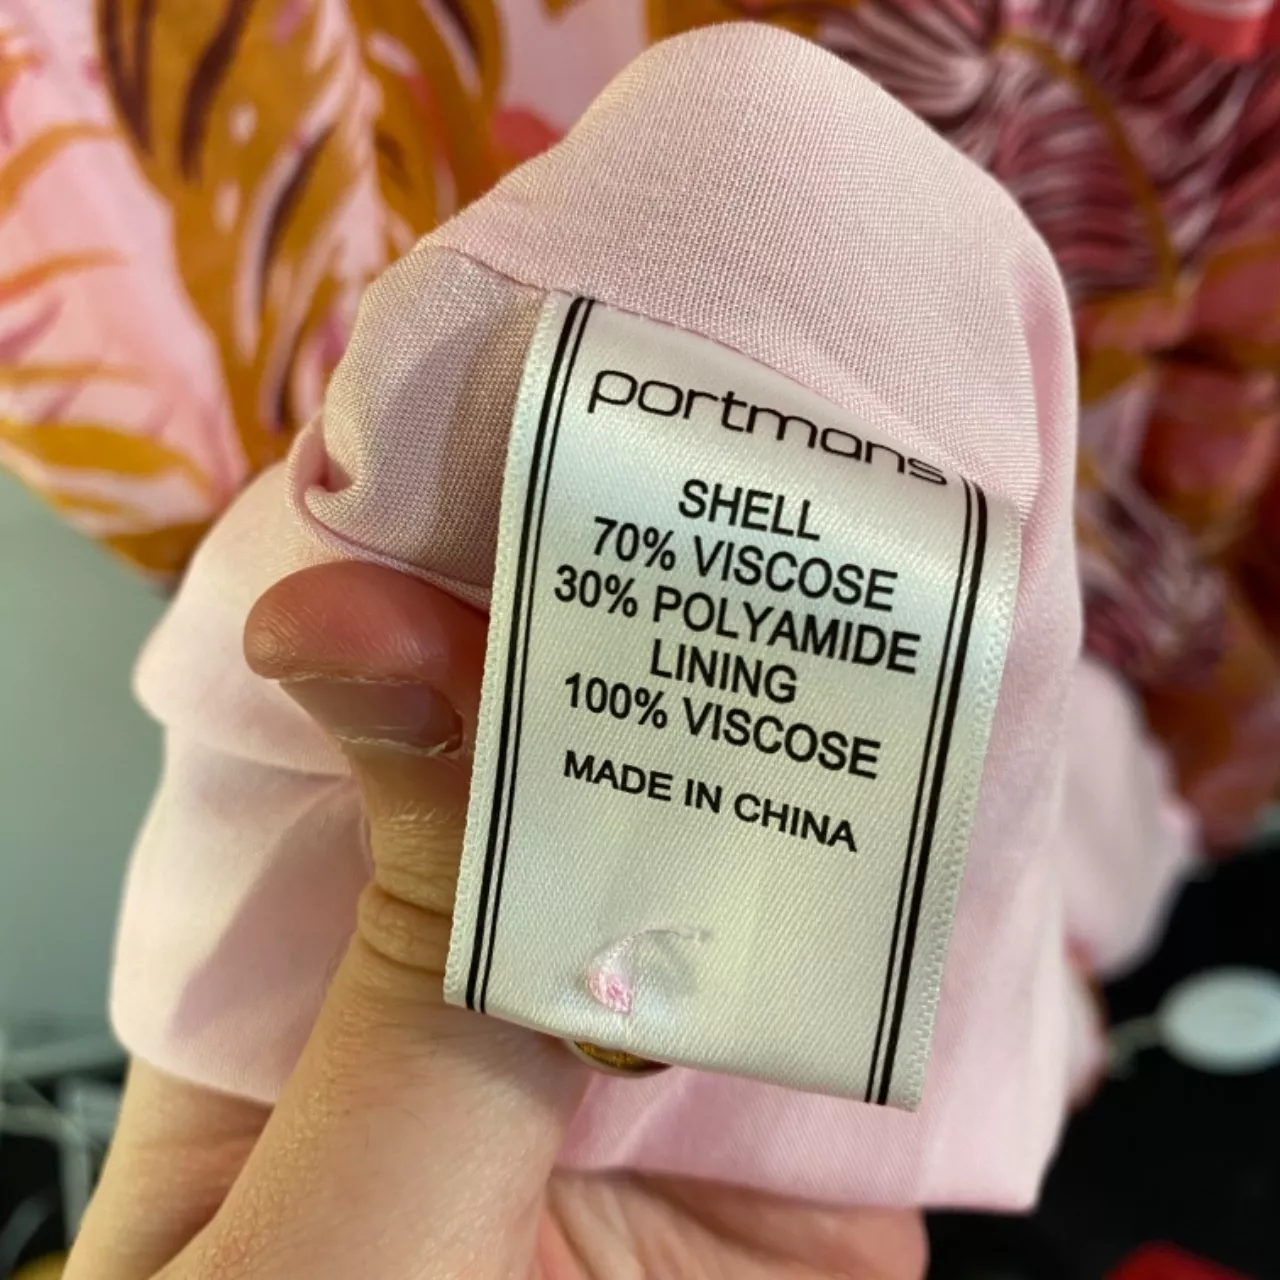 portmans
SHELL
70% VISCOSE
30% POLYAMIDE
LINING
100% VISCOSE
MADE IN CHINA